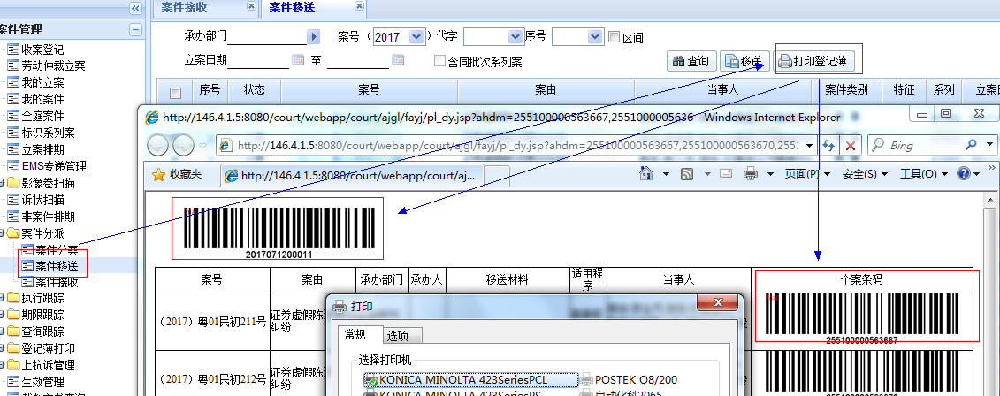 案件接收
案件移送
案件管理
承办部门
案号（
2017
）代字
序号
区间
立案日期
至
含同批次系列案
查询
移送
打印登记薄
收案登记
劳动仲裁立案
我的立案
我的案件
全庭案件
标识系列案
立案排期
EMS专递管理
影像卷扫描
诉状扫描
非案件排期
案件分派
案件分案
案件移送
案件接收
执行跟踪
期限跟踪
查询跟踪
登记薄打印
上抗诉管理
生效管理
序号
状态
案号
案由
当事人
案件类别
特征
系列
立案日
http://146.4.1.5:8080/court/webapp/court/ajgl/fayj/pl_dy.jsp?ahdm=255100000563667,2551000005636 - Windows Internet Explorer
http://146.4.1.5:8080/court/webapp/court/ajgl/fayj/pl_dy.jsp?ahdm=255100000563667,255100000563670,2551
Bing
收藏夹
http://146.4.1.5:8080/court/webapp/court/aj...
页面(P)
安全(S)
工具(O)
2017071200011
案号
案由
承办部门
承办人
移送材料
适用程序
当事人
个案条码
（2017）粤01民初211号
证券虚假陈
纠纷
255100000563667
（2017）粤01民初212号
证券虚假陈
纠纷
打印
常规
选项
选择打印机
KONICA MINOLTA 423SeriesPCL
POSTEK Q8/200
KONICA MINOLTA 423SeriesPS
自动化科2065